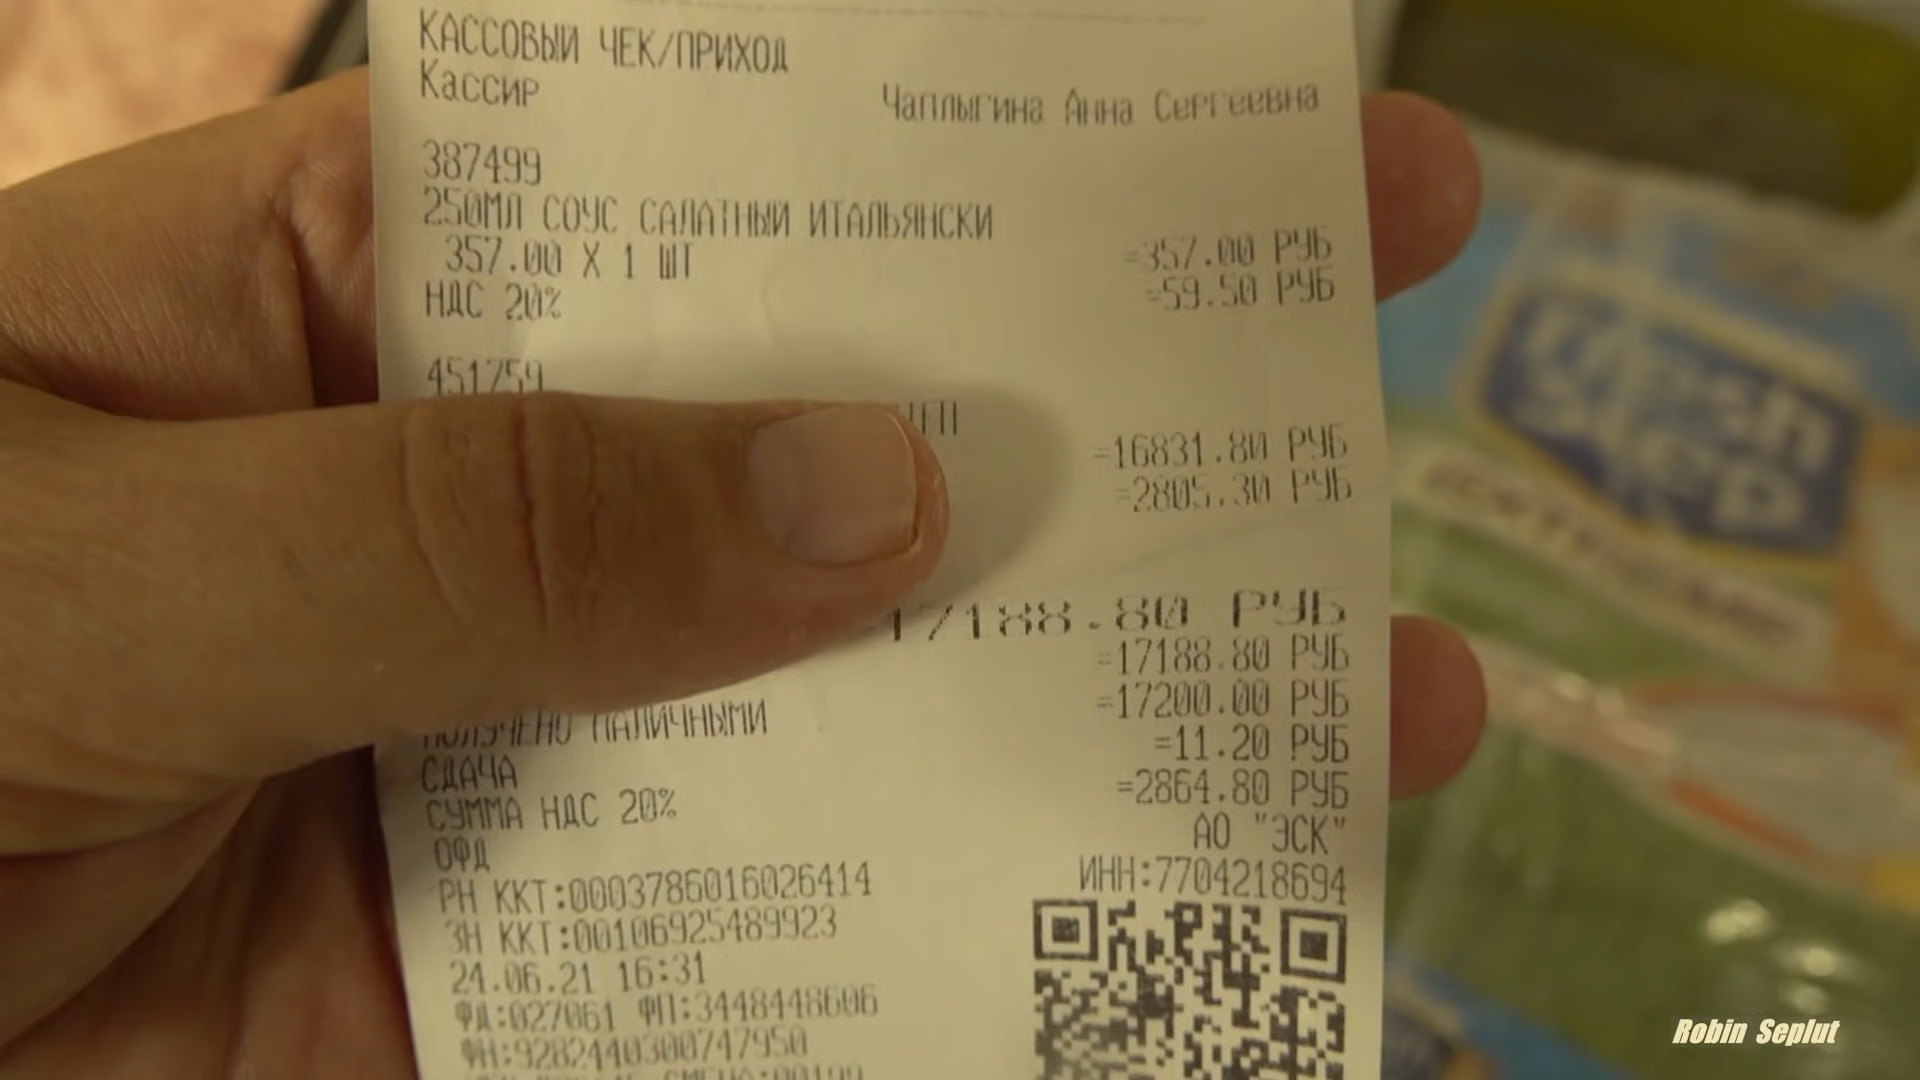 КАССОВЫЙ ЧЕК/ПРИХОД
Кассир Чаплыгина Анна Сергеевна
387499
250МЛ СОУС САЛАТНЫЙ ИТАЛЬЯНСКИ
357.00 X 1 ШТ =357.00 РУБ
НДС 20% =59.50 РУБ
451759
=16831.80 РУБ
=2805.30 РУБ
17188.80 РУБ
=17188.80 РУБ
ПОЛУЧЕНО НАЛИЧНЫМИ =17200.00 РУБ
СДАЧА =11.20 РУБ
СУММА НДС 20% =2864.80 РУБ
ОФД АО "ЭСК"
РН ККТ:0003786016026414 ИНН:7704218694
ЗН ККТ:00106925489923
24.06.21 16:31
ФД:027061 ФП:3448448606
ФН:9282440300747950
Fresh
Step
Robin Seplut